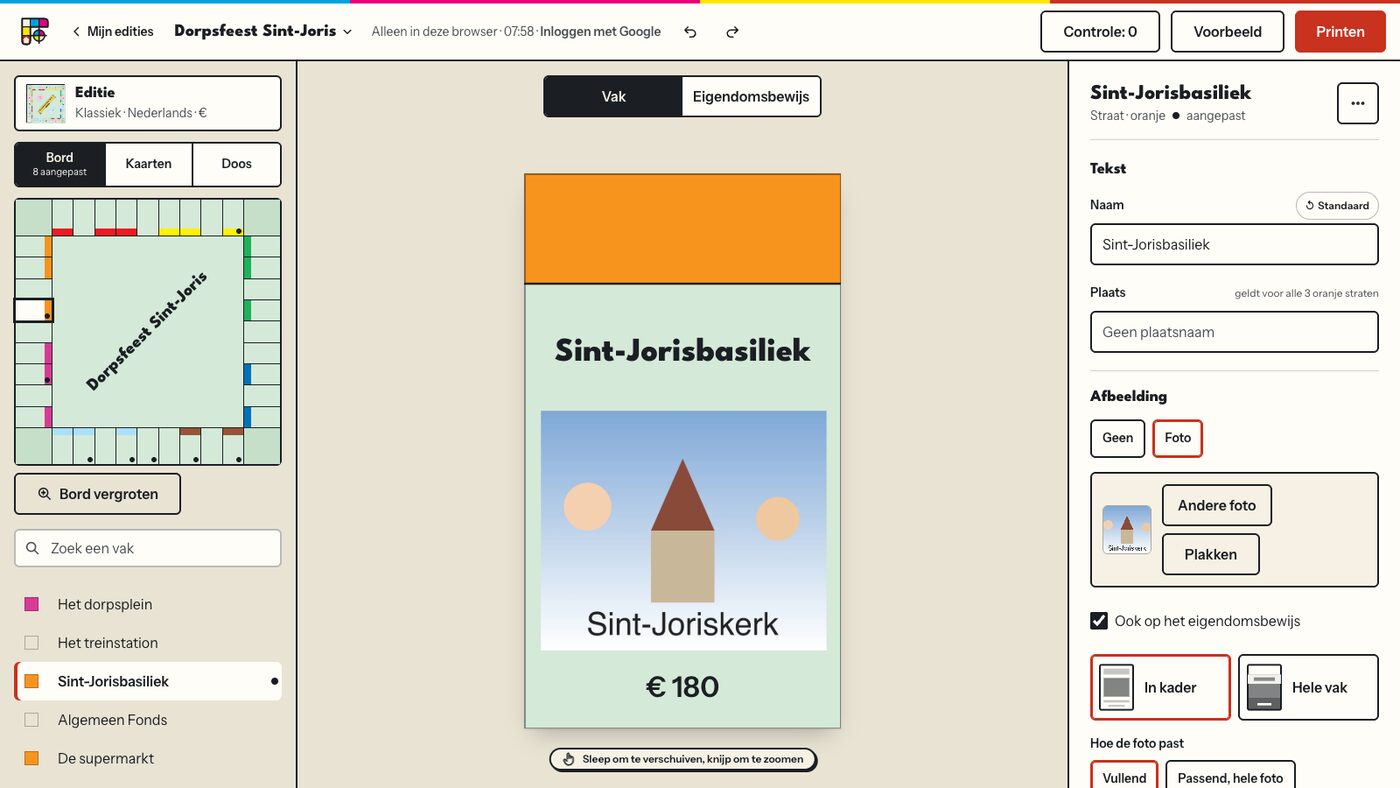 Mijn edities
Dorpsfeest Sint-Joris
Alleen in deze browser · 07:58 · Inloggen met Google
Controle: 0
Voorbeeld
Printen
Editie
Klassiek · Nederlands · €
Bord
8 aangepast
Kaarten
Doos
Dorpsfeest Sint-Joris
Bord vergroten
Zoek een vak
Het dorpsplein
Het treinstation
Sint-Jorisbasiliek
Algemeen Fonds
De supermarkt
Vak
Eigendomsbewijs
Sint-Jorisbasiliek
Sint-Joriskerk
€ 180
Sleep om te verschuiven, knijp om te zoomen
Sint-Jorisbasiliek
Straat · oranje ● aangepast
Tekst
Naam
Standaard
Sint-Jorisbasiliek
Plaats
geldt voor alle 3 oranje straten
Geen plaatsnaam
Afbeelding
Geen
Foto
Sint-Joriskerk
Andere foto
Plakken
Ook op het eigendomsbewijs
In kader
Hele vak
Hoe de foto past
Vullend
Passend, hele foto